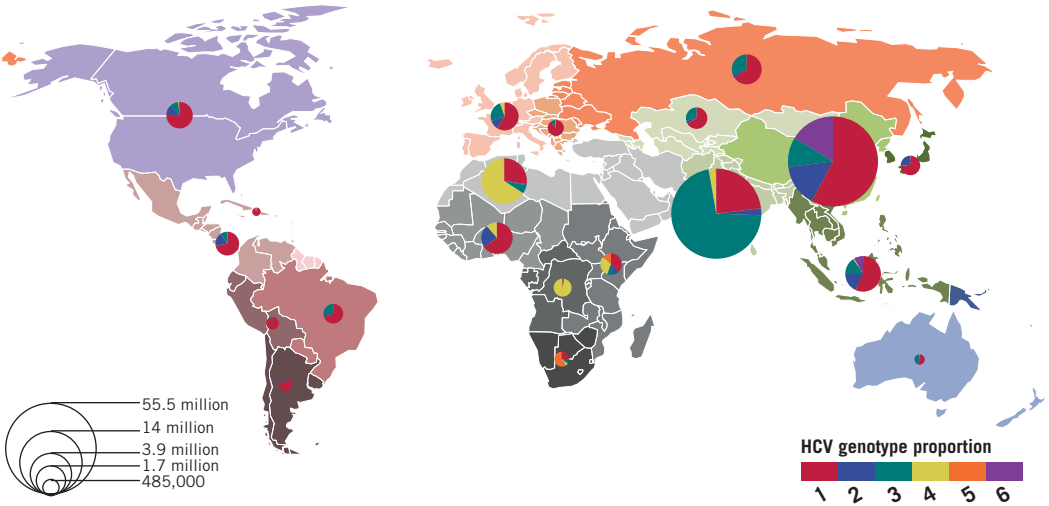 55.5 million
14 million
3.9 million
1.7 million
485,000
HCV genotype proportion
1 2 3 4 5 6